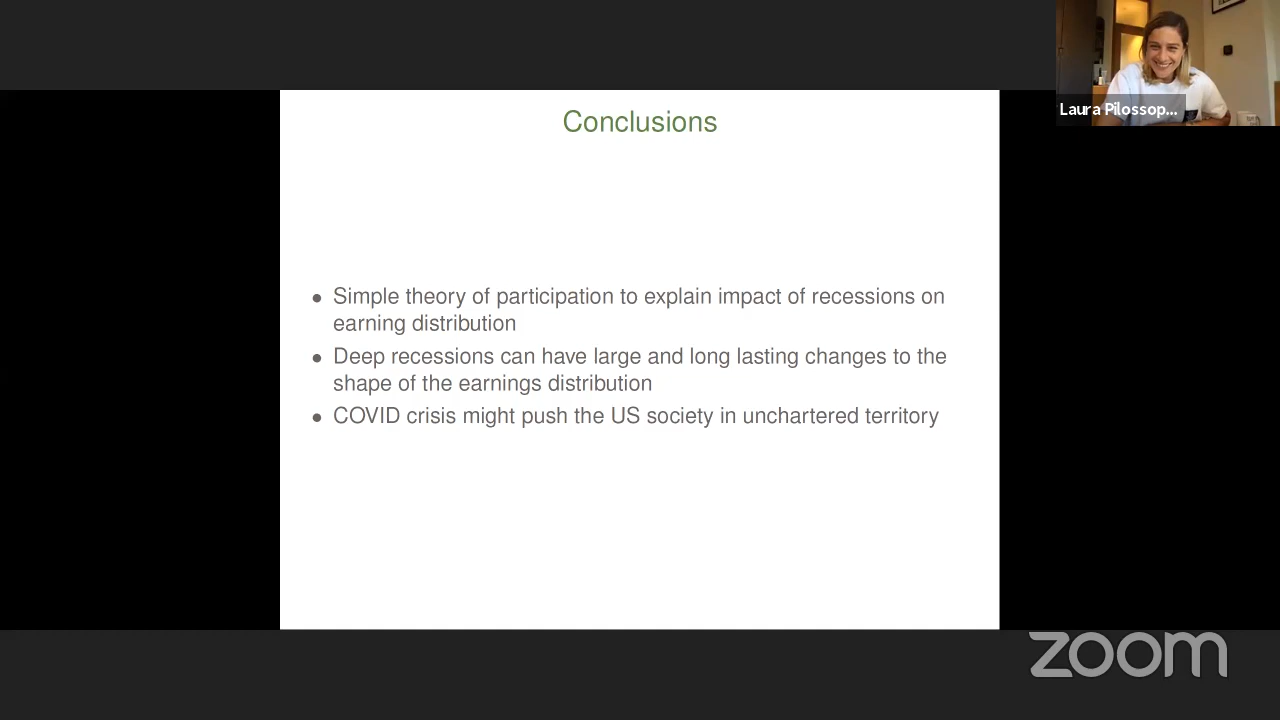 Laura Pilossop...
Conclusions
• Simple theory of participation to explain impact of recessions on
earning distribution
• Deep recessions can have large and long lasting changes to the
shape of the earnings distribution
• COVID crisis might push the US society in unchartered territory
zoom